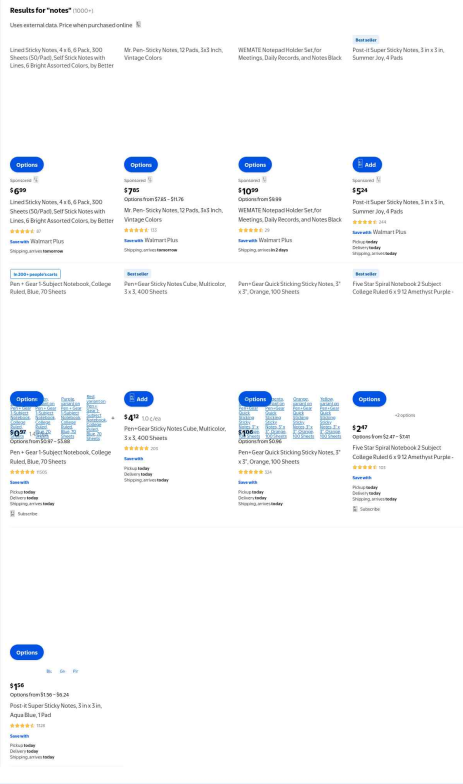 Results for "notes" (1000+)
Uses external data. Price when purchased online
Lined Sticky Notes, 4 x 6, 6 Pack, 300
Sheets (50/Pad), Self Stick Notes with
Lines, 6 Bright Assorted Colors, by Better
Options
Sponsored
$6.99
Lined Sticky Notes, 4 x 6, 6 Pack, 300
Sheets (50/Pad), Self Stick Notes with
Lines, 6 Bright Assorted Colors, by Better
Save with Walmart Plus
Shipping, arrives tomorrow
Mr. Pen- Sticky Notes, 12 Pads, 3x3 Inch,
Vintage Colors
Options
Sponsored
$7.85
Options from $7.85 – $11.76
Mr. Pen- Sticky Notes, 12 Pads, 3x3 Inch,
Vintage Colors
Save with Walmart Plus
Shipping, arrives tomorrow
WEMATE Notepad Holder Set, for
Meetings, Daily Records, and Notes Black
Options
Sponsored
$10.99
Options from $9.99
WEMATE Notepad Holder Set, for
Meetings, Daily Records, and Notes Black
Save with Walmart Plus
Shipping, arrives in 2 days
Best seller
Post-it Super Sticky Notes, 3 in x 3 in,
Summer Joy, 4 Pads
Add
Sponsored
$5.24
Post-it Super Sticky Notes, 3 in x 3 in,
Summer Joy, 4 Pads
244
Save with Walmart Plus
Pickup today
Delivery today
Shipping, arrives today
In 200+ people's carts
Pen + Gear 1-Subject Notebook, College
Ruled, Blue, 70 Sheets
Options
Options from $0.97 – $3.88
Pen + Gear 1-Subject Notebook, College
Ruled, Blue, 70 Sheets
Save with
Pickup today
Delivery today
Shipping, arrives today
Subscribe
Best seller
Pen+Gear Sticky Notes Cube, Multicolor,
3 x 3, 400 Sheets
Add
$4.12 1.0 ¢/ea
Pen+Gear Sticky Notes Cube, Multicolor,
3 x 3, 400 Sheets
Save with
Pickup today
Delivery today
Shipping, arrives today
Pen+Gear Quick Sticking Sticky Notes, 3"
x 3", Orange, 100 Sheets
Options
Options from $0.96
Pen+Gear Quick Sticking Sticky Notes, 3"
x 3", Orange, 100 Sheets
Save with
Pickup today
Delivery today
Shipping, arrives today
Best seller
Five Star Spiral Notebook 2 Subject
College Ruled 6 x 9 1/2 Amethyst Purple -
Options
+3 options
$2.47
Options from $2.47 – $7.41
Five Star Spiral Notebook 2 Subject
College Ruled 6 x 9 1/2 Amethyst Purple -
Save with
Pickup today
Delivery today
Shipping, arrives today
Subscribe
Options
$1.56
Options from $1.56 – $6.24
Post-it Super Sticky Notes, 3 in x 3 in,
Aqua Blue, 1 Pad
Save with
Pickup today
Delivery today
Shipping, arrives today